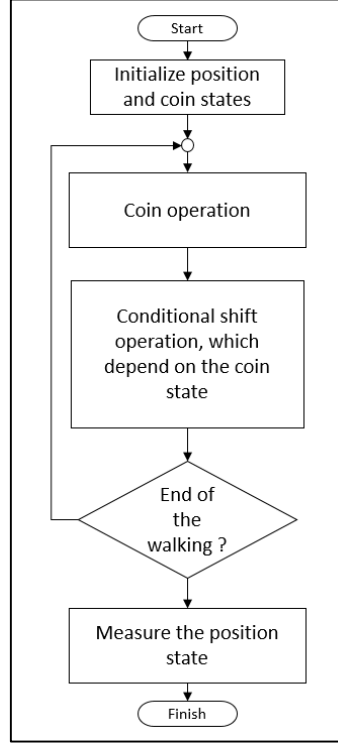 Start
Initialize position
and coin states
Coin operation
Conditional shift
operation, which
depend on the coin
state
End of
the
walking ?
Measure the position
state
Finish